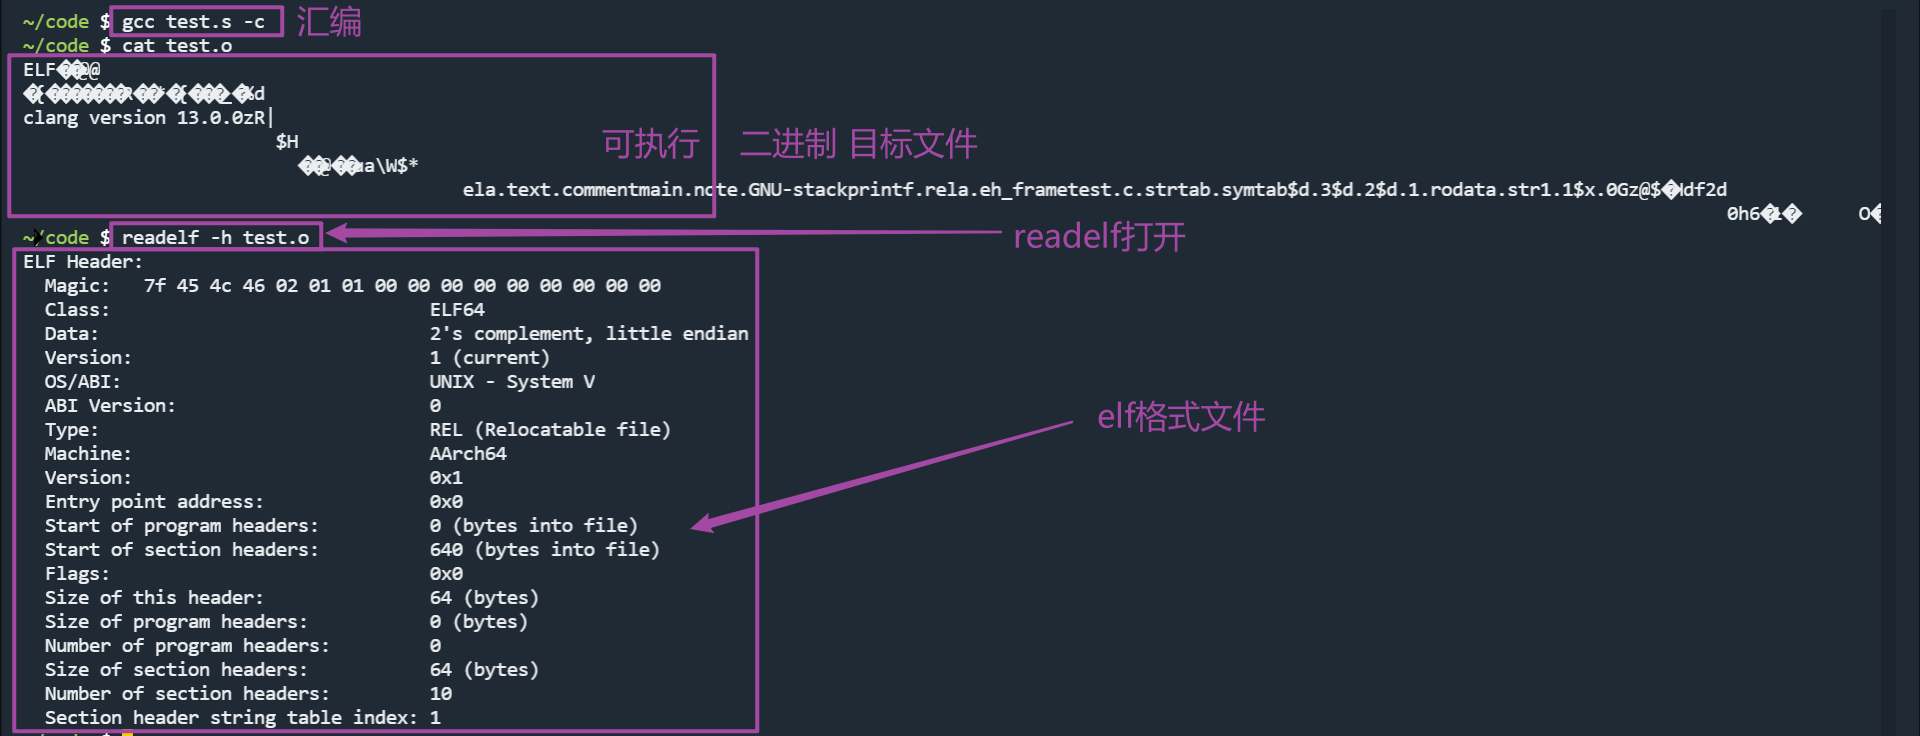 ~/code $ gcc test.s -c 汇编
~/code $ cat test.o
ELF
%d
clang version 13.0.0zR|
$H
可执行 二进制 目标文件
ua\W$*
ela.text.commentmain.note.GNU-stackprintf.rela.eh_frametest.c.strtab.symtab$d.3$d.2$d.1.rodata.str1.1$x.0Gz@$
0h6
~/code $ readelf -h test.o readelf打开
ELF Header:
Magic: 7f 45 4c 46 02 01 01 00 00 00 00 00 00 00 00 00
Class: ELF64
Data: 2's complement, little endian
Version: 1 (current)
OS/ABI: UNIX - System V
ABI Version: 0
Type: REL (Relocatable file)
Machine: AArch64
Version: 0x1
Entry point address: 0x0
Start of program headers: 0 (bytes into file)
Start of section headers: 640 (bytes into file)
Flags: 0x0
Size of this header: 64 (bytes)
Size of program headers: 0 (bytes)
Number of program headers: 0
Size of section headers: 64 (bytes)
Number of section headers: 10
Section header string table index: 1
elf格式文件